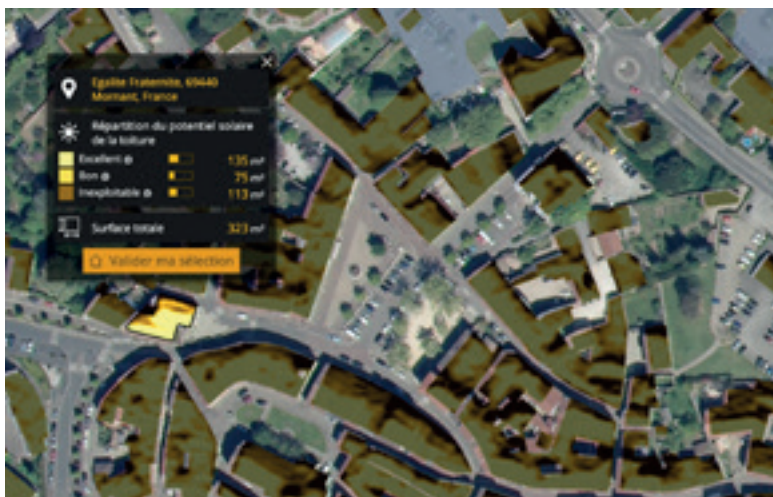 Egalite Fraternite, 69440
Mornant, France
Répartition du potentiel solaire
de la toiture
Excellent 135 m²
Bon 75 m²
Inexploitable 113 m²
Surface totale 323 m²
Valider ma sélection